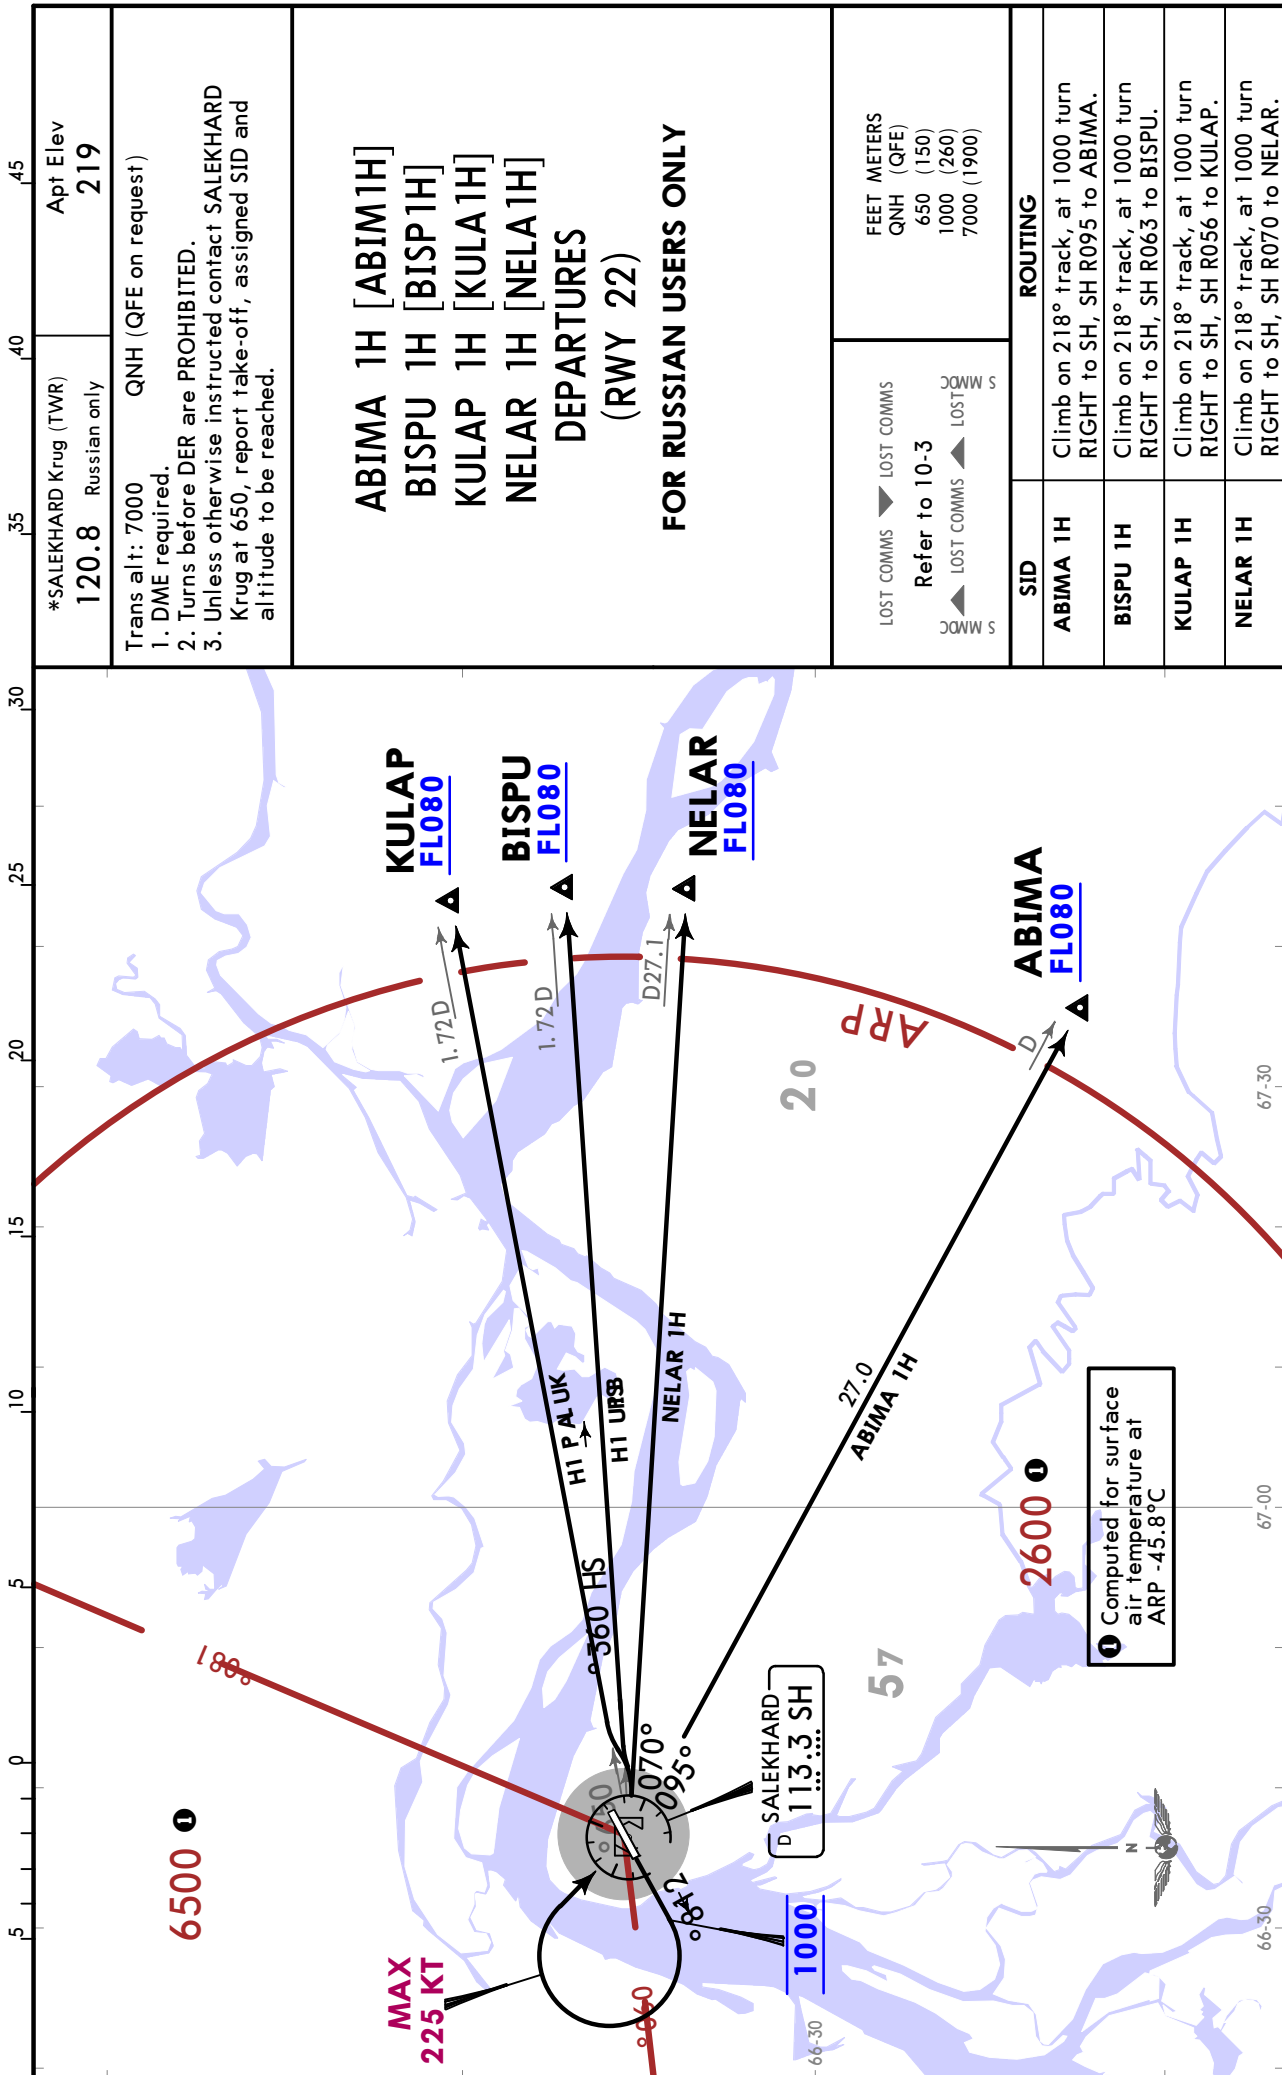 *SALEKHARD Krug (TWR)
120.8 Russian only
Apt Elev
219
Trans alt: 7000 QNH (QFE on request)
1. DME required.
2. Turns before DER are PROHIBITED.
3. Unless otherwise instructed contact SALEKHARD
Krug at 650, report take-off, assigned SID and
altitude to be reached.
ABIMA 1H [ABIM1H]
BISPU 1H [BISP1H]
KULAP 1H [KULA1H]
NELAR 1H [NELA1H]
DEPARTURES
(RWY 22)
FOR RUSSIAN USERS ONLY
LOST COMMS LOST COMMS
Refer to 10-3
LOST COMMS LOST
FEET METERS
QNH (QFE)
650 (150)
1000 (260)
7000 (1900)
SID ROUTING
ABIMA 1H Climb on 218° track, at 1000 turn
RIGHT to SH, SH R095 to ABIMA.
BISPU 1H Climb on 218° track, at 1000 turn
RIGHT to SH, SH R063 to BISPU.
KULAP 1H Climb on 218° track, at 1000 turn
RIGHT to SH, SH R056 to KULAP.
NELAR 1H Climb on 218° track, at 1000 turn
RIGHT to SH, SH R070 to NELAR.
5 0 5 10 15 20 25 30 35 40 45
6500 1
MAX
225 KT
KULAP
FL080
BISPU
FL080
NELAR
FL080
D27.1
ABIMA
FL080
D
ARP
20
57
NELAR 1H
27.0
ABIMA 1H
070°
095°
D SALEKHARD
113.3 SH
1000
2600 1
1 Computed for surface
air temperature at
ARP -45.8°C
N
66-30
66-30
67-00
67-30